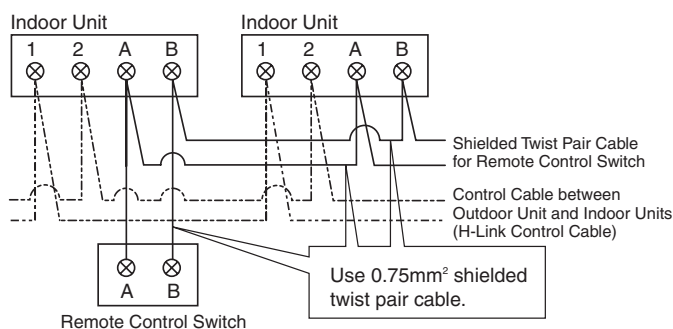 Indoor Unit
Indoor Unit
1 2 A B
1 2 A B
Shielded Twist Pair Cable
for Remote Control Switch
Control Cable between
Outdoor Unit and Indoor Units
(H-Link Control Cable)
Use 0.75mm² shielded
twist pair cable.
A B
Remote Control Switch